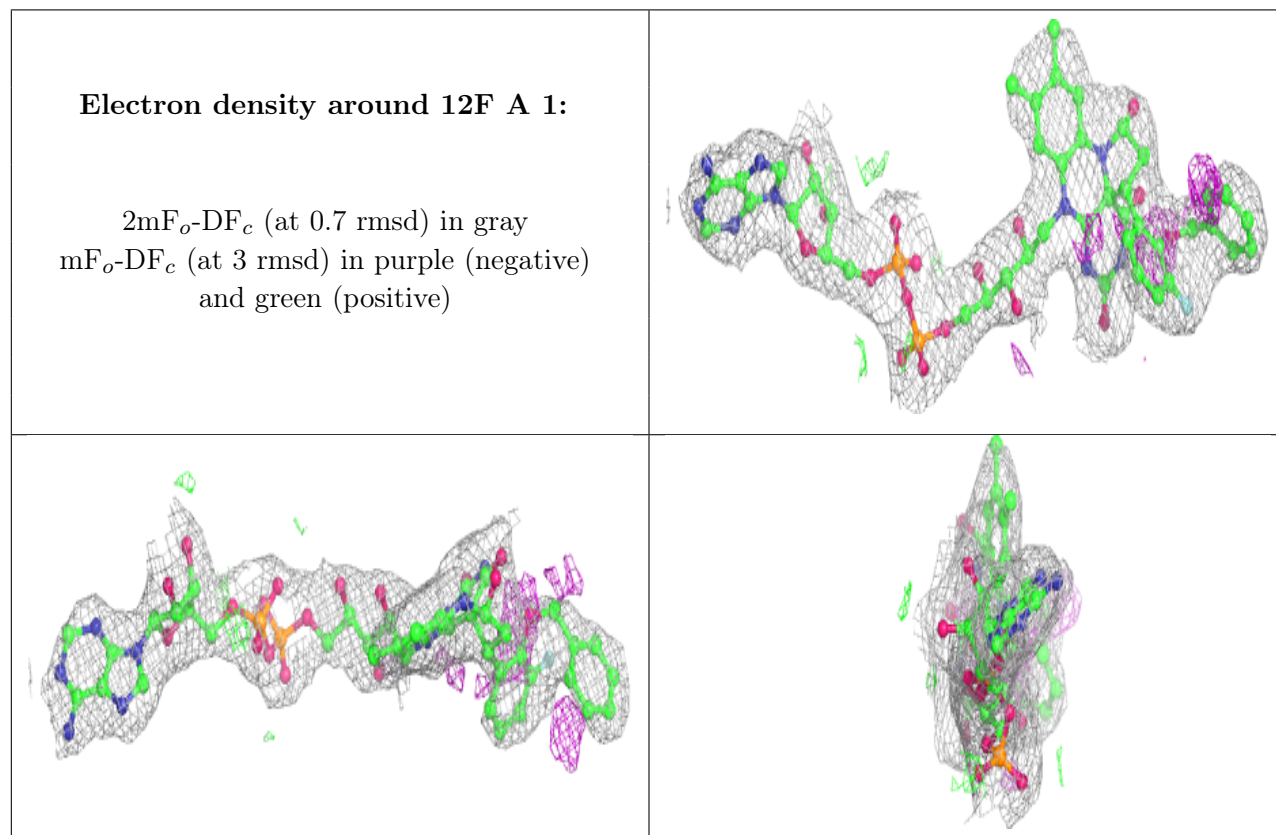 Electron density around 12F A 1:
2mFo-DFc (at 0.7 rmsd) in gray
mFo-DFc (at 3 rmsd) in purple (negative)
and green (positive)